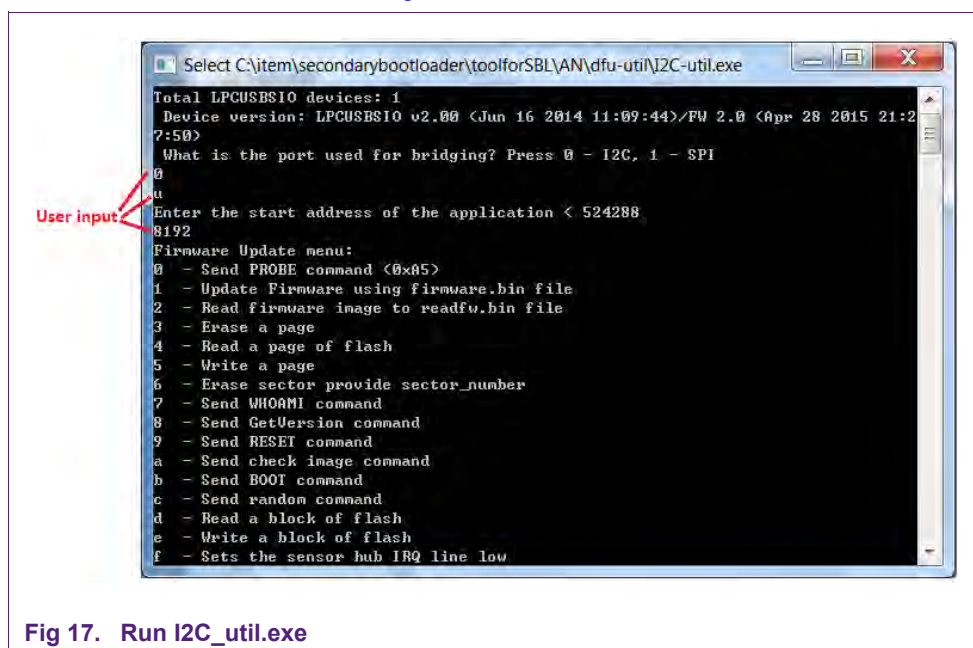 Select C:\item\secondarybootloader\toolforSBL\AN\dfu-util\I2C-util.exe
Total LPCUSBSIO devices: 1
Device version: LPCUSBSIO v2.00 <Jun 16 2014 11:09:44>/FW 2.0 <Apr 28 2015 21:2
7:50>
What is the port used for bridging? Press 0 - I2C, 1 - SPI
0
u
User input
Enter the start address of the application < 524288
8192
Firmware Update menu:
0 - Send PROBE command <0xA5>
1 - Update Firmware using firmware.bin file
2 - Read firmware image to readfw.bin file
3 - Erase a page
4 - Read a page of flash
5 - Write a page
6 - Erase sector provide sector_number
7 - Send WHOAMI command
8 - Send GetVersion command
9 - Send RESET command
a - Send check image command
b - Send BOOT command
c - Send random command
d - Read a block of flash
e - Write a block of flash
f - Sets the sensor hub IRQ line low
Fig 17. Run I2C_util.exe